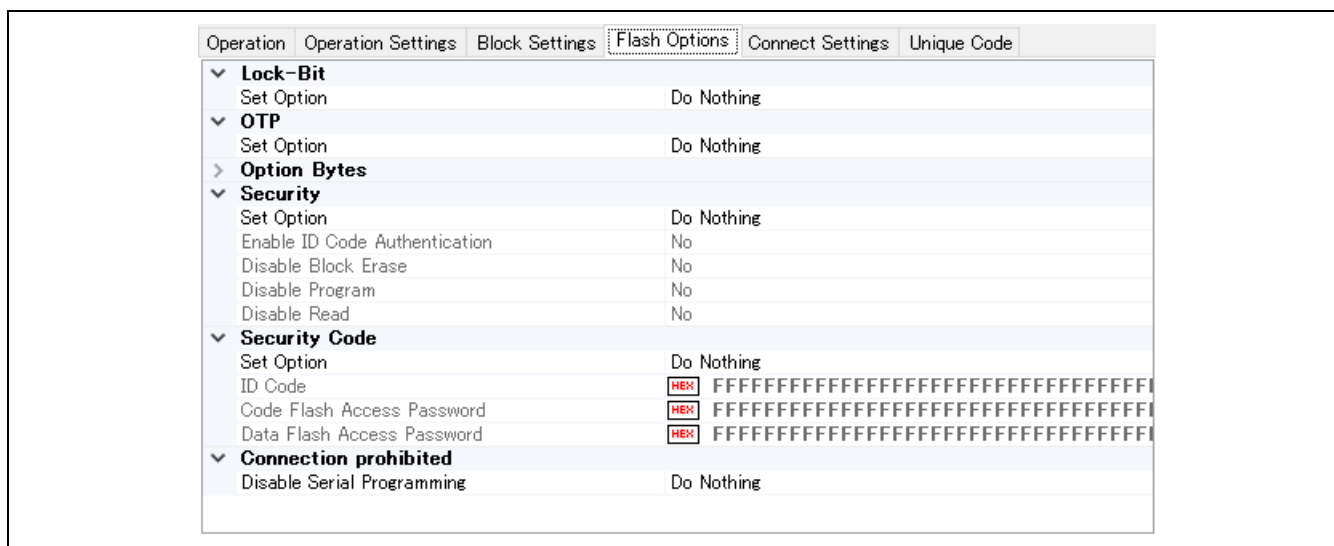 Operation Operation Settings Block Settings Flash Options Connect Settings Unique Code
Lock-Bit
Set Option Do Nothing
OTP
Set Option Do Nothing
Option Bytes
Security
Set Option Do Nothing
Enable ID Code Authentication No
Disable Block Erase No
Disable Program No
Disable Read No
Security Code
Set Option Do Nothing
ID Code HEX FFFFFFFFFFFFFFFFFFFFFFFFFFFFFFF
Code Flash Access Password HEX FFFFFFFFFFFFFFFFFFFFFFFFFFFFFFF
Data Flash Access Password HEX FFFFFFFFFFFFFFFFFFFFFFFFFFFFFFF
Connection prohibited
Disable Serial Programming Do Nothing